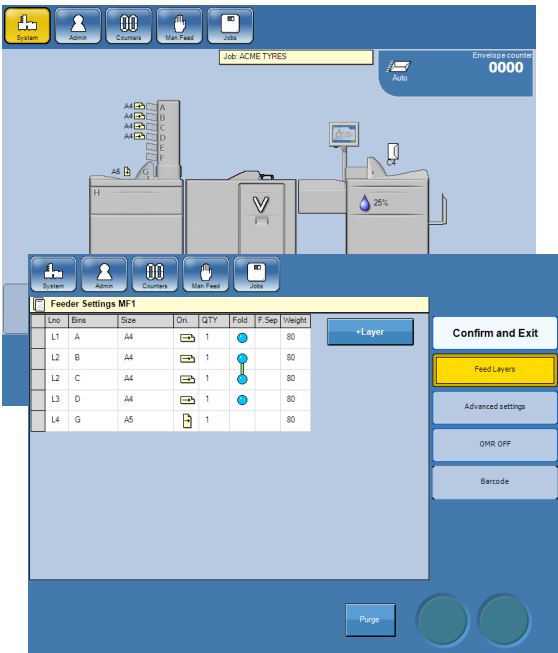 System Admin Counters Man.Feed Jobs
Job: ACME TYRES
Envelope counter
0000
Auto
A4 A
A4 B
A4 C
A4 D
E
F
A5 G
C4
H
25%
System Admin Counters Man.Feed Jobs
Feeder Settings MF1
Lno Bins Size Ori. QTY Fold F.Sep Weight
L1 A A4 1 80
L2 B A4 1 80
L2 C A4 1 80
L3 D A4 1 80
L4 G A5 1 80
+Layer
Confirm and Exit
Feed Layers
Advanced settings
OMR OFF
Barcode
Purge